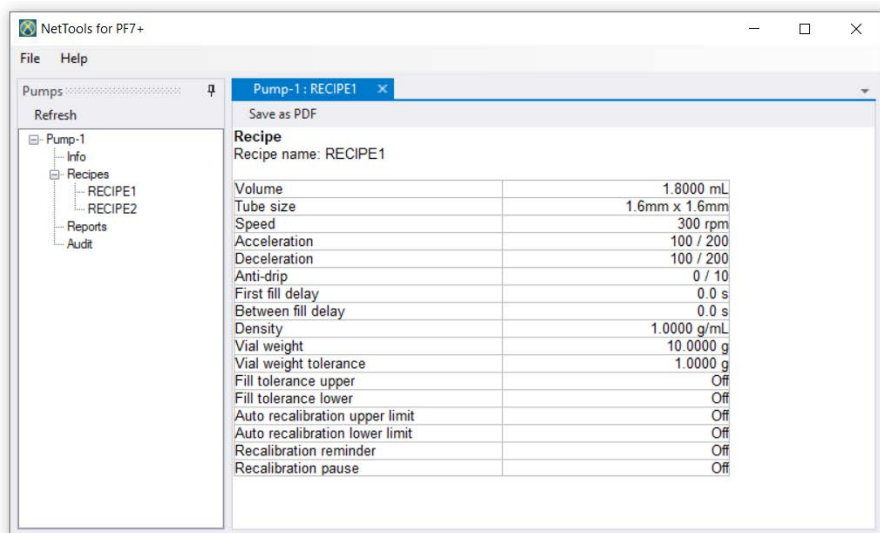 NetTools for PF7+
File Help
Pumps
Refresh
Pump-1
Info
Recipes
RECIPE1
RECIPE2
Reports
Audit
Pump-1 : RECIPE1
Save as PDF
Recipe
Recipe name: RECIPE1
Volume 1.8000 mL
Tube size 1.6mm x 1.6mm
Speed 300 rpm
Acceleration 100 / 200
Deceleration 100 / 200
Anti-drip 0 / 10
First fill delay 0.0 s
Between fill delay 0.0 s
Density 1.0000 g/mL
Vial weight 10.0000 g
Vial weight tolerance 1.0000 g
Fill tolerance upper Off
Fill tolerance lower Off
Auto recalibration upper limit Off
Auto recalibration lower limit Off
Recalibration reminder Off
Recalibration pause Off